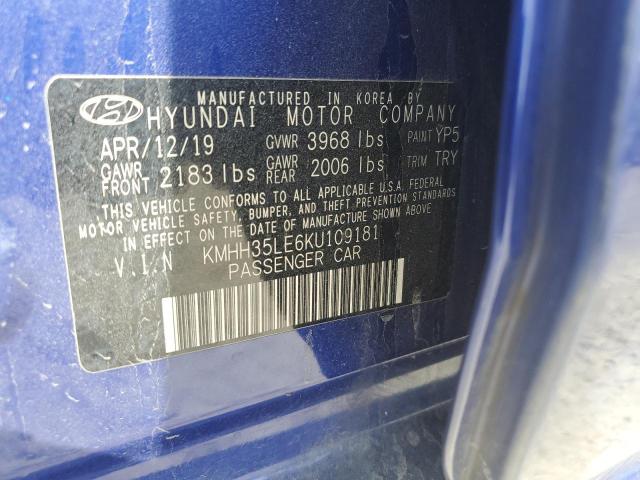 MANUFACTURED IN KOREA BY
HYUNDAI MOTOR COMPANY
APR/12/19 GVWR 3968 lbs PAINT YP5
GAWR FRONT 2183 lbs GAWR REAR 2006 lbs TRIM TRY
THIS VEHICLE CONFORMS TO ALL APPLICABLE U.S.A. FEDERAL
MOTOR VEHICLE SAFETY, BUMPER, AND THEFT PREVENTION STANDARDS
IN EFFECT ON THE DATE OF MANUFACTURE SHOWN ABOVE.
V.I.N KMHH35LE6KU109181
PASSENGER CAR